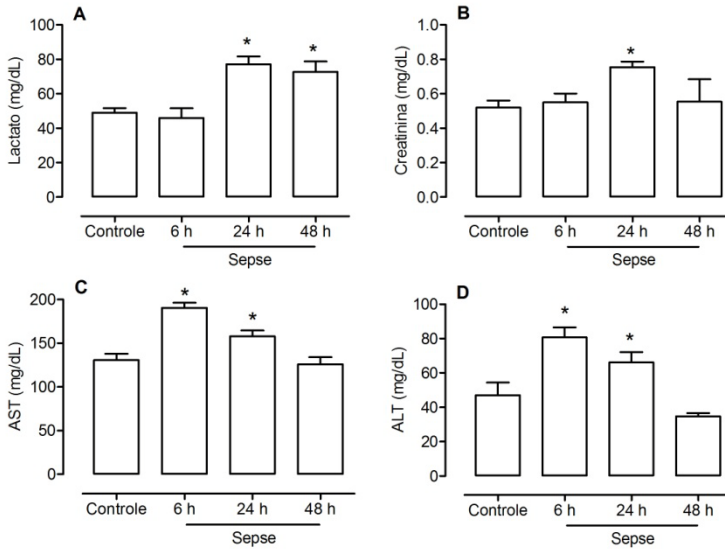 A
Lactato (mg/dL)
100
80
60
40
20
0
*
*
Controle 6 h 24 h 48 h
Sepse
B
Creatinina (mg/dL)
1.0
0.8
0.6
0.4
0.2
0.0
*
Controle 6 h 24 h 48 h
Sepse
C
AST (mg/dL)
200
150
100
50
0
*
*
Controle 6 h 24 h 48 h
Sepse
D
ALT (mg/dL)
100
80
60
40
20
0
*
*
Controle 6 h 24 h 48 h
Sepse